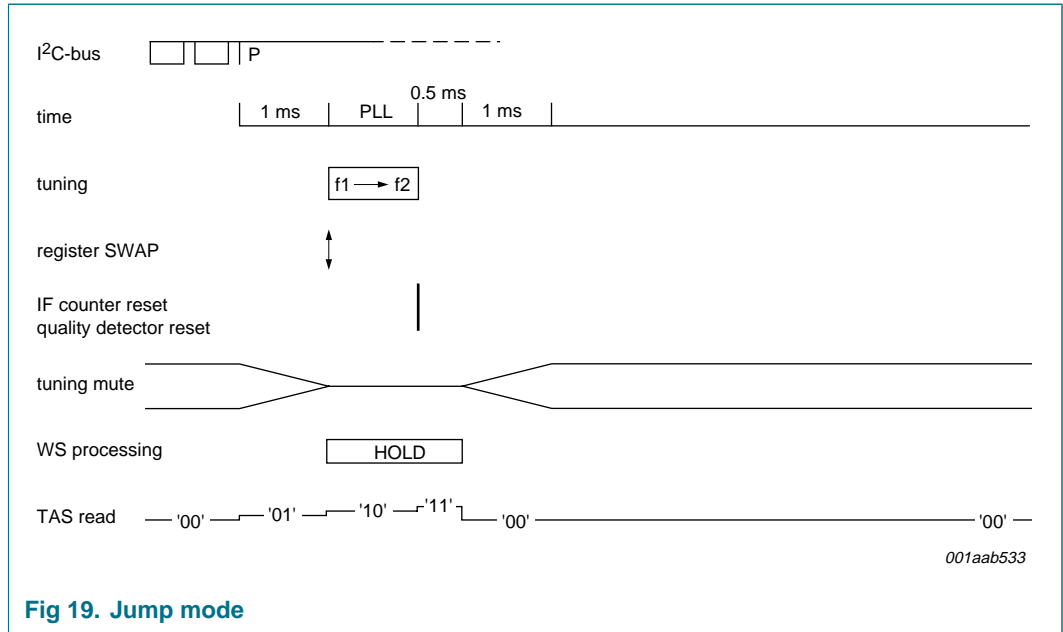 I²C-bus
P
0.5 ms
time
1 ms
PLL
1 ms
tuning
f1 → f2
register SWAP
IF counter reset
quality detector reset
tuning mute
WS processing
HOLD
TAS read
'00'
'01'
'10'
'11'
'00'
'00'
001aab533
Fig 19. Jump mode